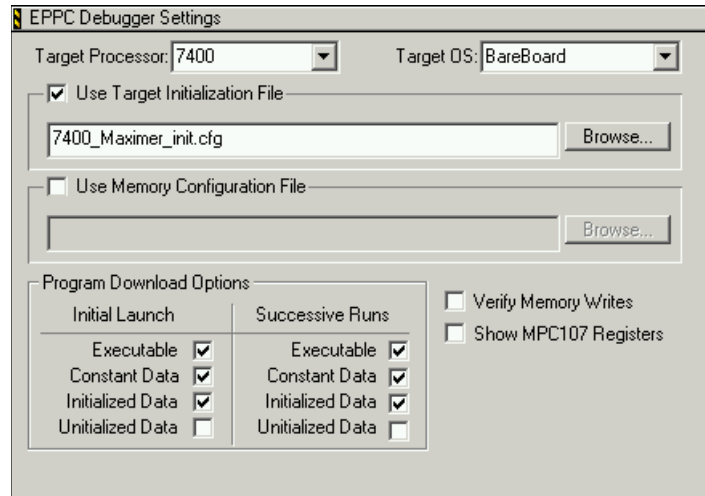 EPPC Debugger Settings
Target Processor: 7400 Target OS: BareBoard
Use Target Initialization File
7400_Maximer_init.cfg Browse...
Use Memory Configuration File
Browse...
Program Download Options
Initial Launch Successive Runs
Executable Executable
Constant Data Constant Data
Initialized Data Initialized Data
Unitialized Data Unitialized Data
Verify Memory Writes
Show MPC107 Registers